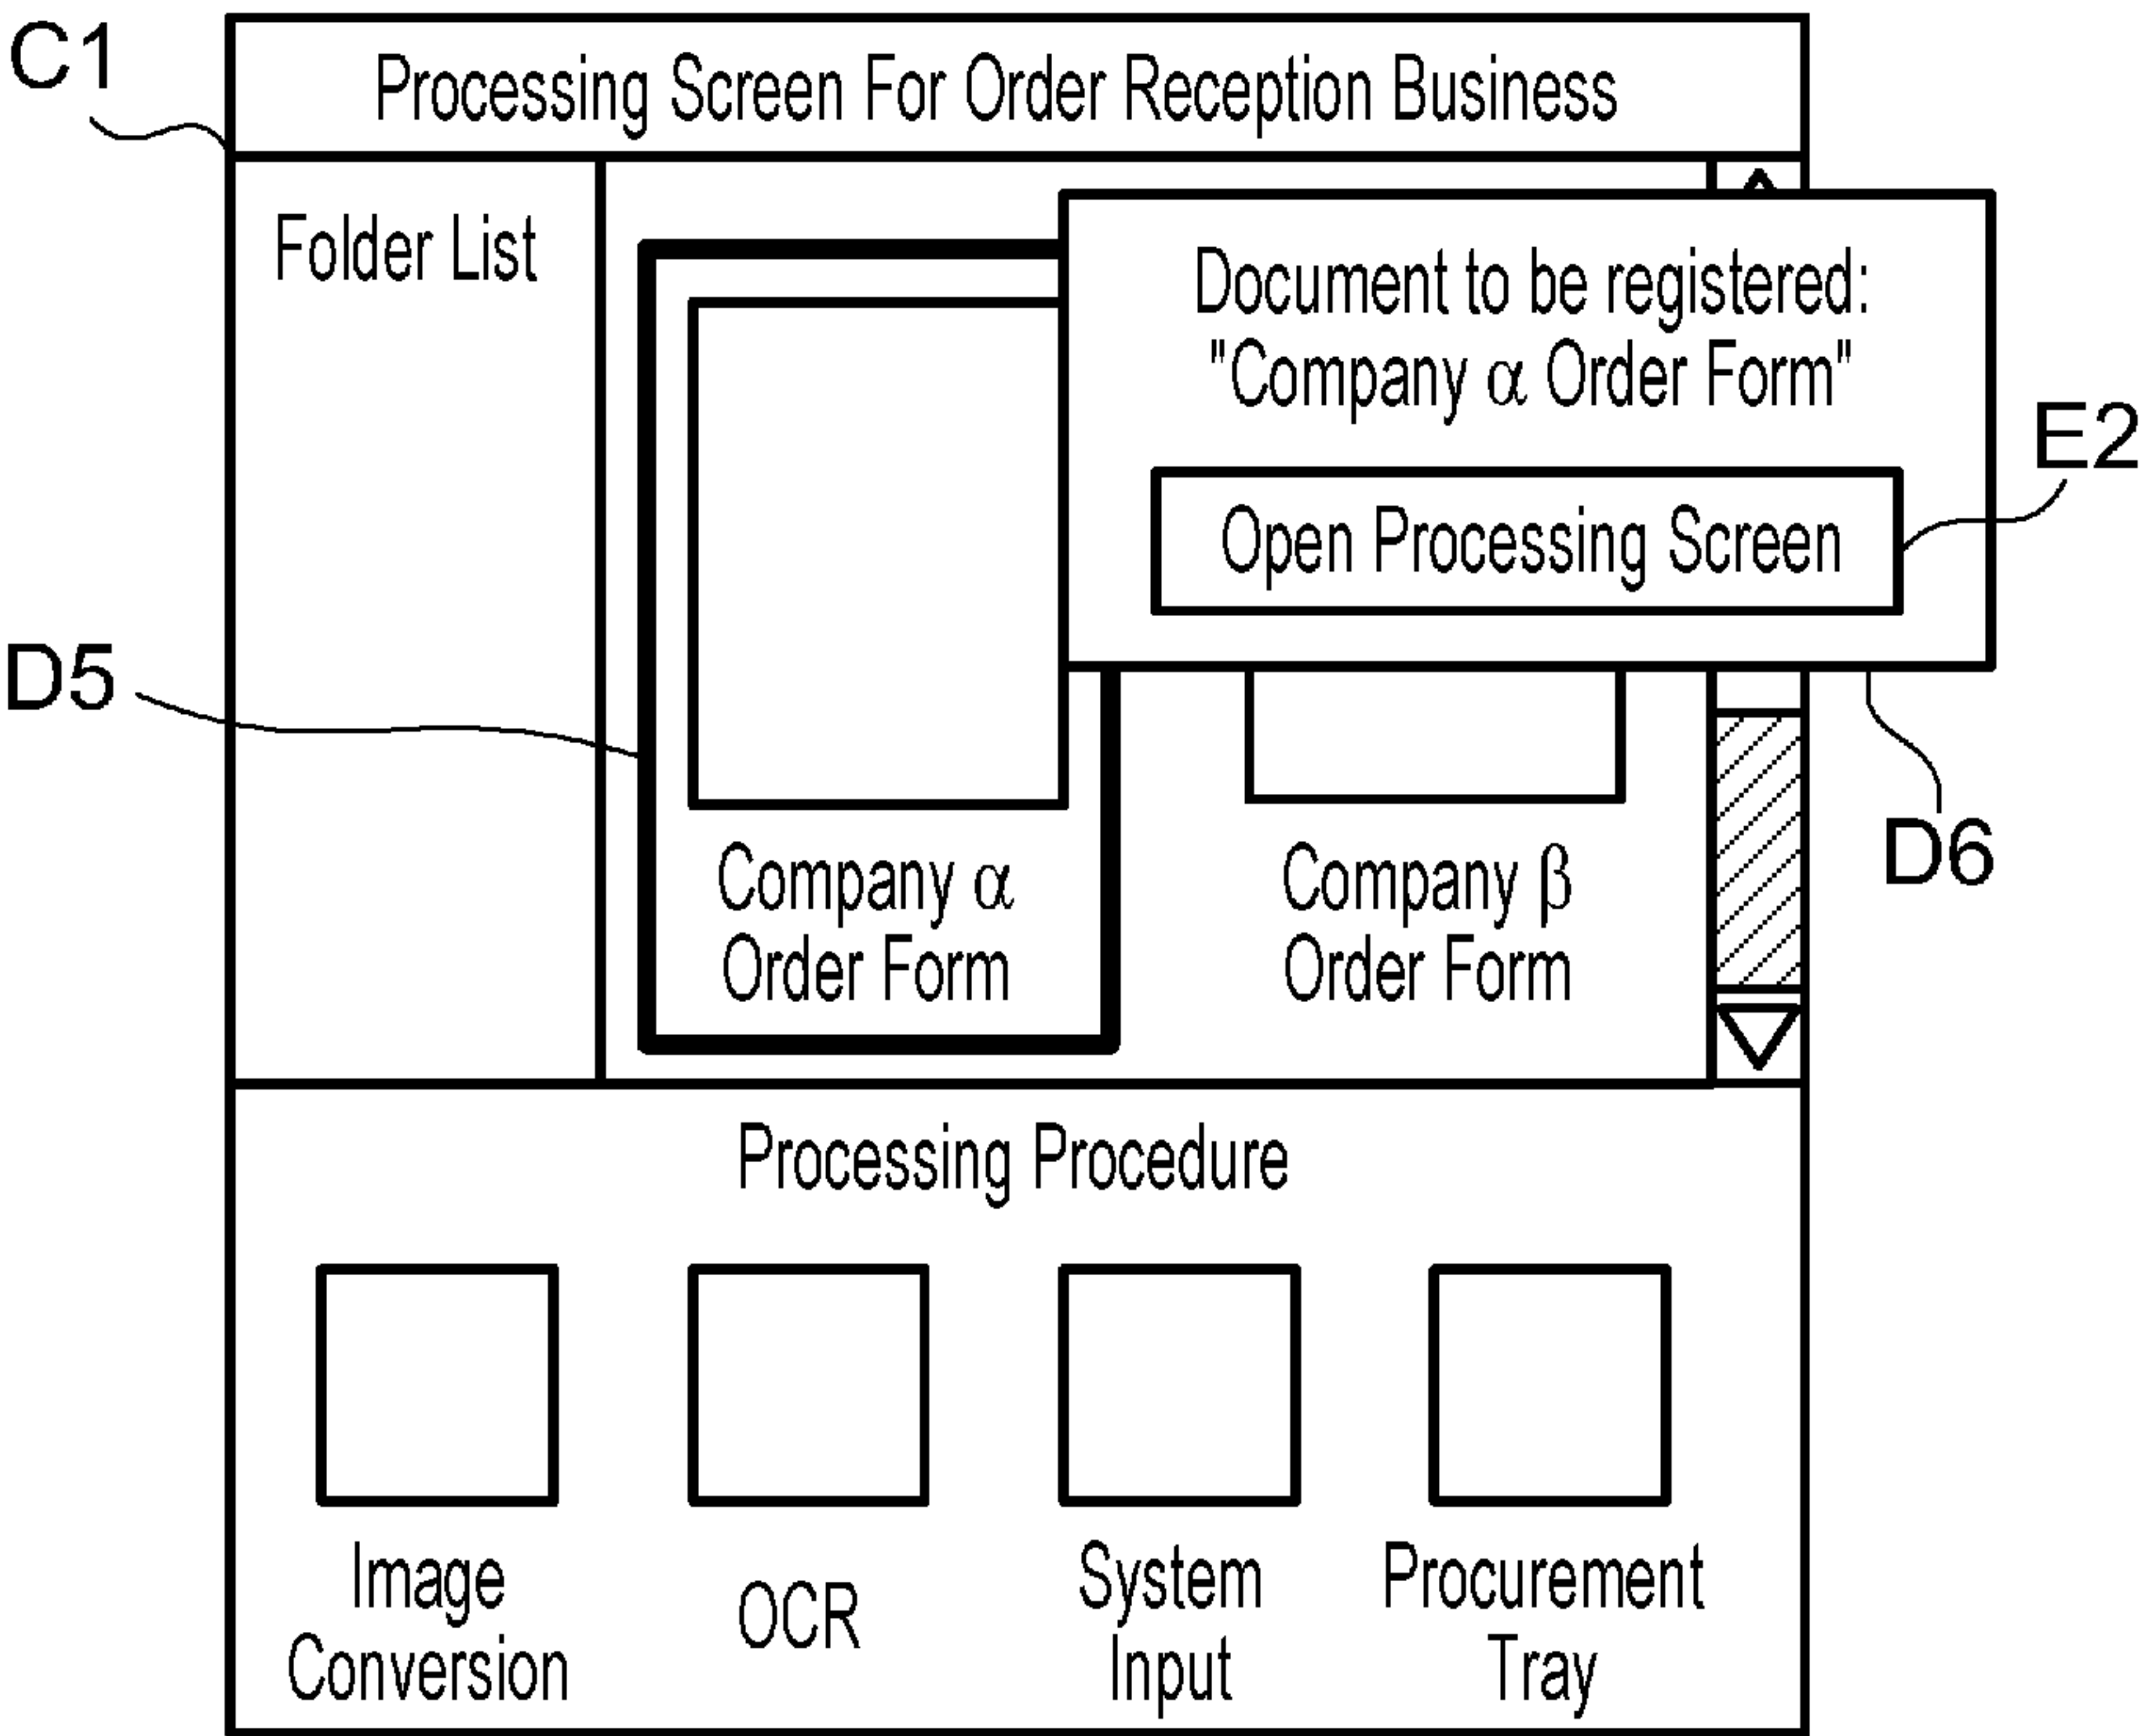 C1
Processing Screen For Order Reception Business
Folder List
Document to be registered:
"Company α Order Form"
E2
Open Processing Screen
D5
D6
Company α
Order Form
Company β
Order Form
Processing Procedure
Image
Conversion
OCR
System
Input
Procurement
Tray